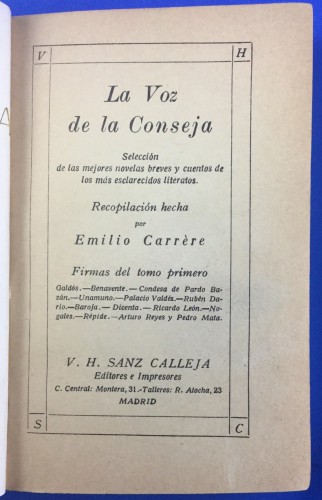 V H
La Voz
de la Conseja
Selección
de las mejores novelas breves y cuentos de
los más esclarecidos literatos.
Recopilación hecha
por
Emilio Carrère
Firmas del tomo primero
Galdós.—Benavente.—Condesa de Pardo Ba-
zán.—Unamuno.—Palacio Valdés.—Rubén Da-
río.—Baroja.—Dicenta.—Ricardo León.—No-
gales.—Répide.—Arturo Reyes y Pedro Mata.
V. H. SANZ CALLEJA
Editores e Impresores
C. Central: Montera, 31.-Talleres: R. Atocha, 23
MADRID
S C